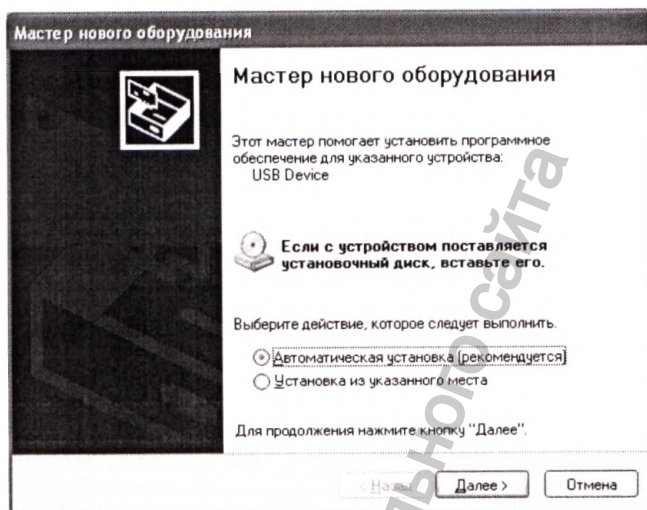 Мастер нового оборудования
Мастер нового оборудования
Этот мастер помогает установить программное
обеспечение для указанного устройства:
USB Device
Если с устройством поставляется
установочный диск, вставьте его.
Выберите действие, которое следует выполнить.
Автоматическая установка (рекомендуется)
Установка из указанного места
Для продолжения нажмите кнопку "Далее".
< Назад
Далее >
Отмена
сайта